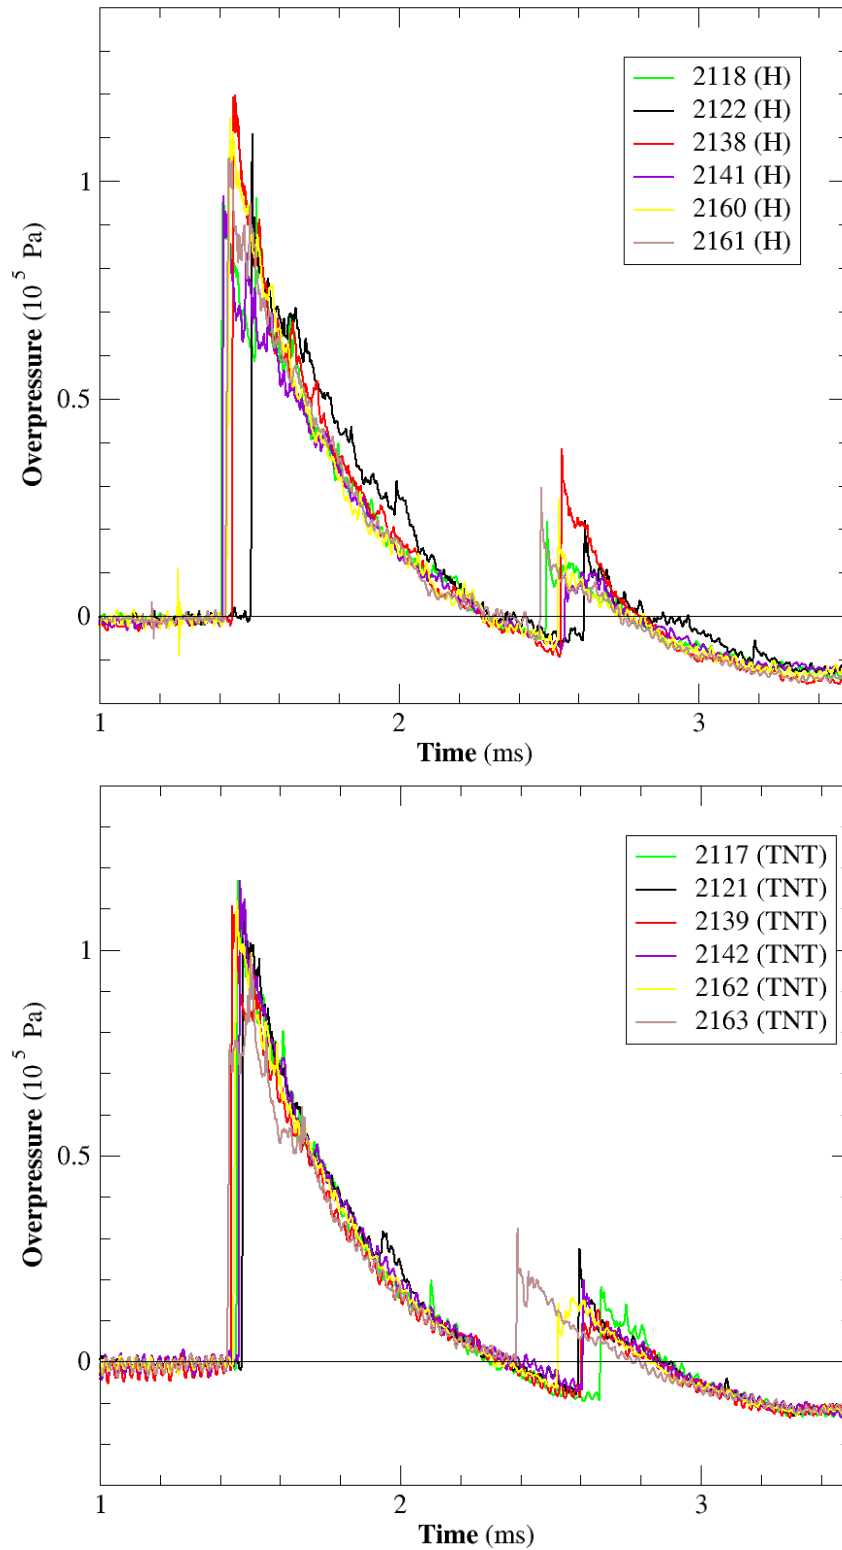 2118 (H)
2122 (H)
2138 (H)
2141 (H)
2160 (H)
2161 (H)
1
0.5
0
Overpressure (10 5 Pa)
1 2 3
Time (ms)
2117 (TNT)
2121 (TNT)
2139 (TNT)
2142 (TNT)
2162 (TNT)
2163 (TNT)
1
0.5
0
Overpressure (10 5 Pa)
1 2 3
Time (ms)